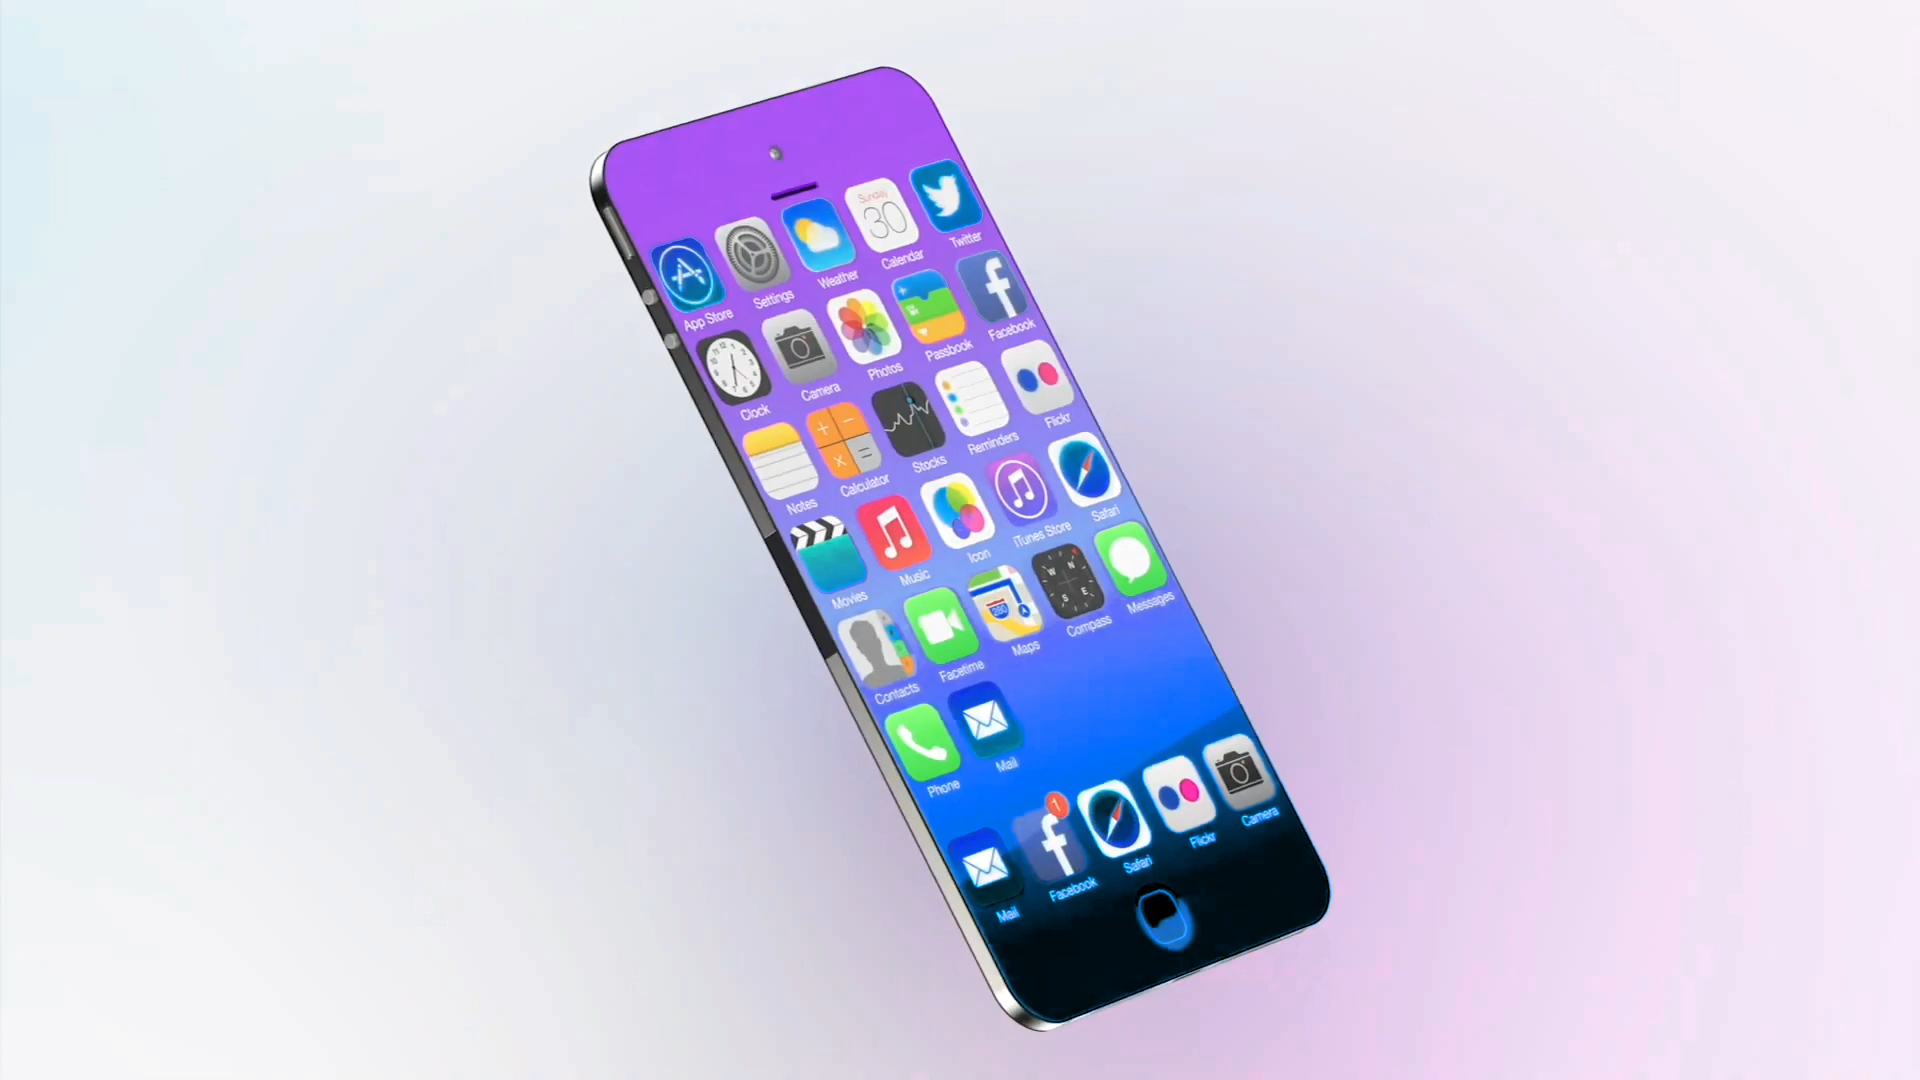 Sunday
30
App Store
Settings
Weather
Calendar
Twitter
Clock
Camera
Photos
Passbook
Facebook
Notes
Calculator
Stocks
Reminders
Flickr
Movies
Music
Icon
iTunes Store
Safari
280
W N
S E
Contacts
Facetime
Maps
Compass
Messages
Phone
Mail
1
Mail
Facebook
Safari
Flickr
Camera